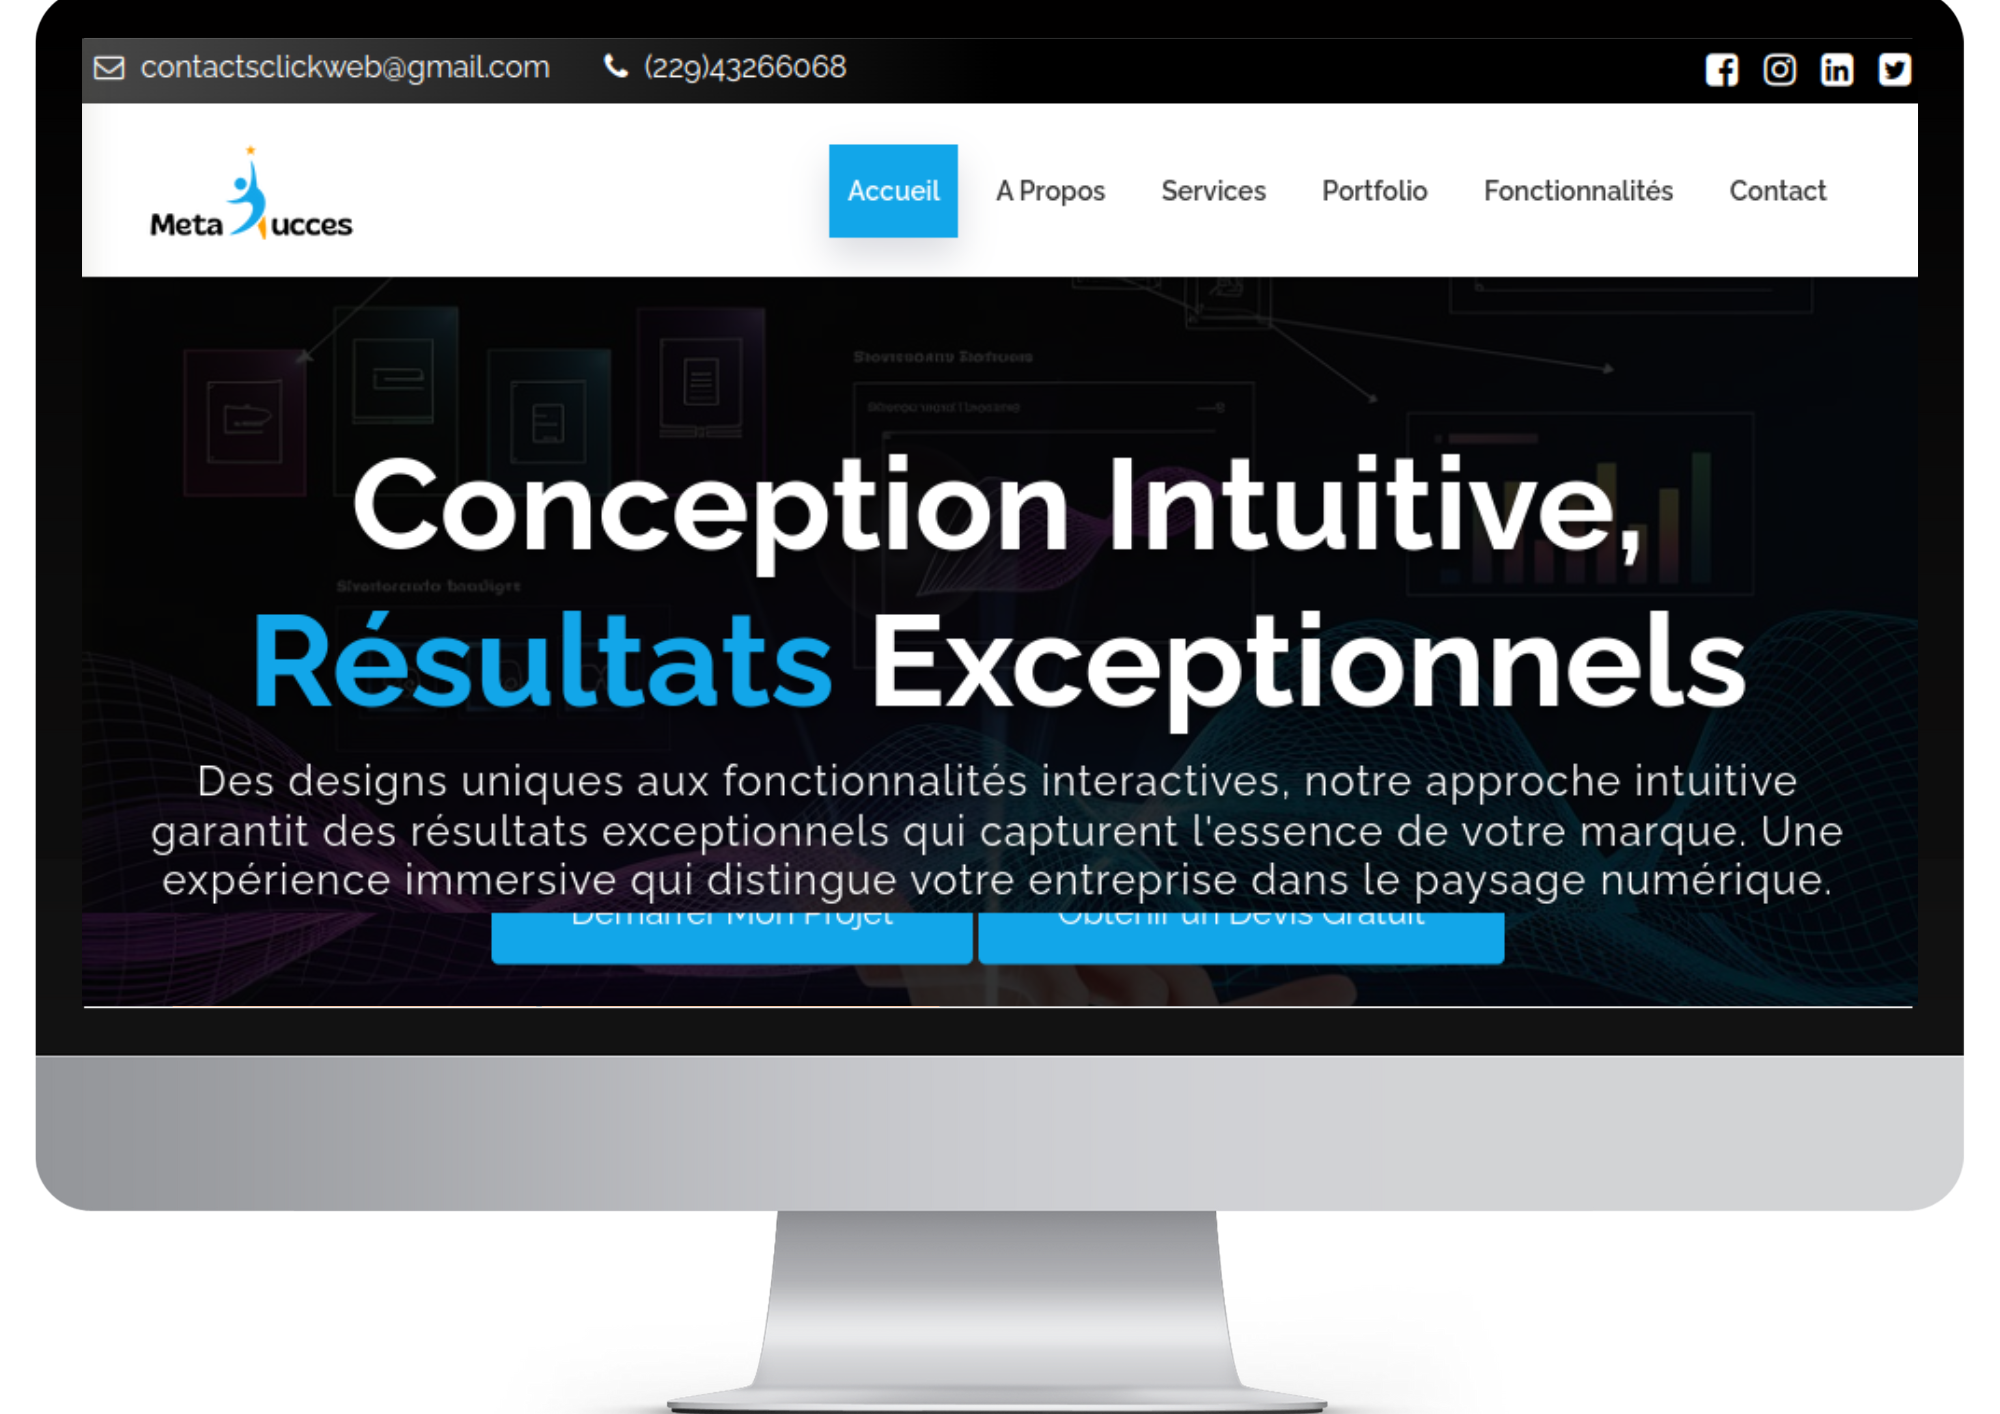 contactsclickweb@gmail.com (229)43266068
Meta ucces
Accueil A Propos Services Portfolio Fonctionnalités Contact
Conception Intuitive,
Résultats Exceptionnels
Des designs uniques aux fonctionnalités interactives, notre approche intuitive
garantit des résultats exceptionnels qui capturent l'essence de votre marque. Une
expérience immersive qui distingue votre entreprise dans le paysage numérique.
Démarrer Mon Projet Obtenir un Devis Gratuit